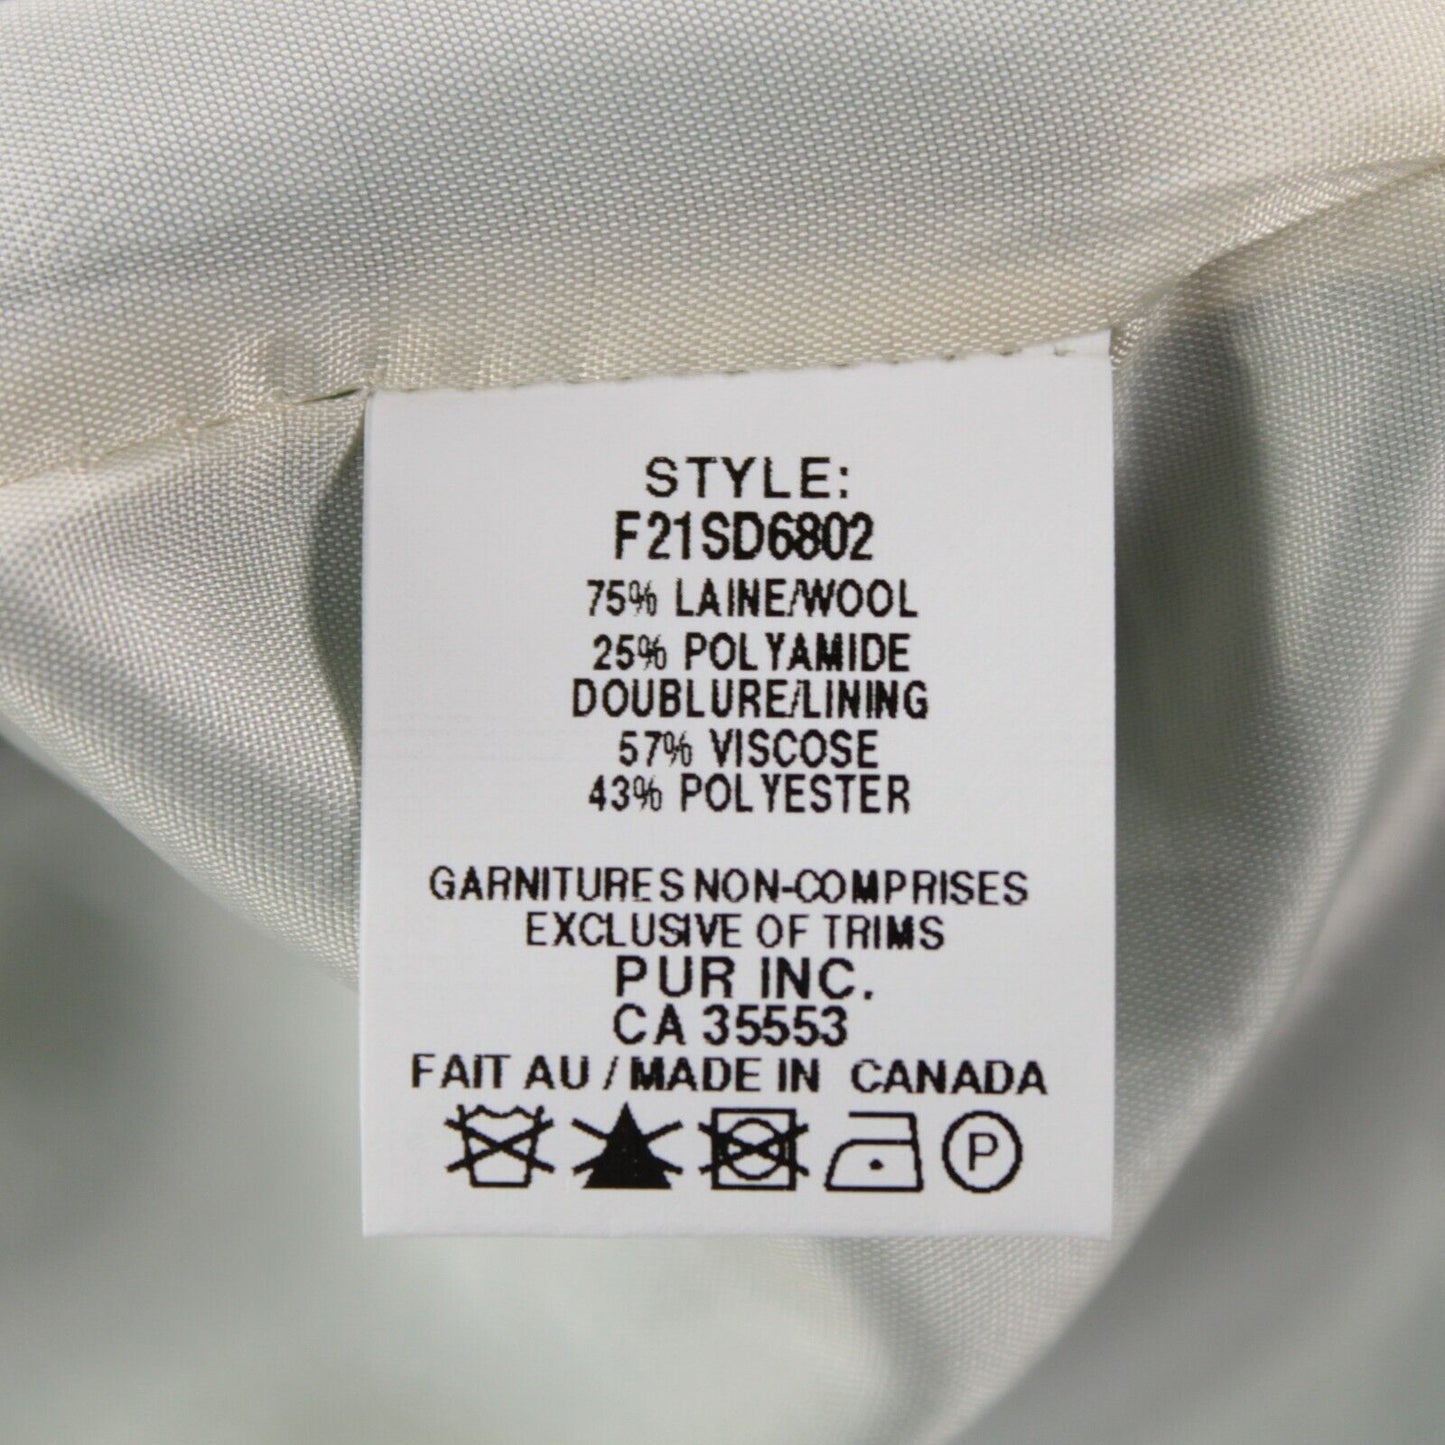 STYLE:
F21SD6802
75% LAINE/WOOL
25% POLYAMIDE
DOUBLURE/LINING
57% VISCOSE
43% POLYESTER
GARNITURES NON-COMPRISES
EXCLUSIVE OF TRIMS
PUR INC.
CA 35553
FAIT AU / MADE IN CANADA
P